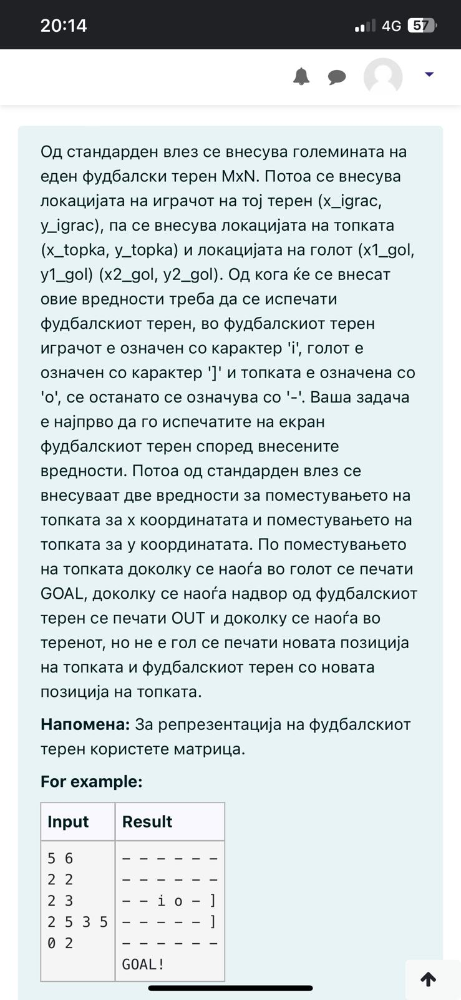 20:14
4G 57
Од стандарден влез се внесува големината на
еден фудбалски терен MxN. Потоа се внесува
локацијата на играчот на тој терен (x_igrac,
y_igrac), па се внесува локацијата на топката
(x_topka, y_topka) и локацијата на голот (x1_gol,
y1_gol) (x2_gol, y2_gol). Од кога ќе се внесат
овие вредности треба да се испечати
фудбалскиот терен, во фудбалскиот терен
играчот е означен со карактер 'i', голот е
означен со карактер ']' и топката е означена со
'o', се останато се означува со '-'. Ваша задача
е најпрво да го испечатите на екран
фудбалскиот терен според внесените
вредности. Потоа од стандарден влез се
внесуваат две вредности за поместувањето на
топката за x координатата и поместувањето на
топката за y координатата. По поместувањето
на топката доколку се наоѓа во голот се печати
GOAL, доколку се наоѓа надвор од фудбалскиот
терен се печати OUT и доколку се наоѓа во
теренот, но не е гол се печати новата позиција
на топката и фудбалскиот терен со новата
позиција на топката.
Напомена: За репрезентација на фудбалскиот
терен користете матрица.
For example:
Input Result
5 6 - - - - - -
2 2 - - - - - -
2 3 - - i o - ]
2 5 3 5 - - - - - ]
0 2 - - - - - -
GOAL!